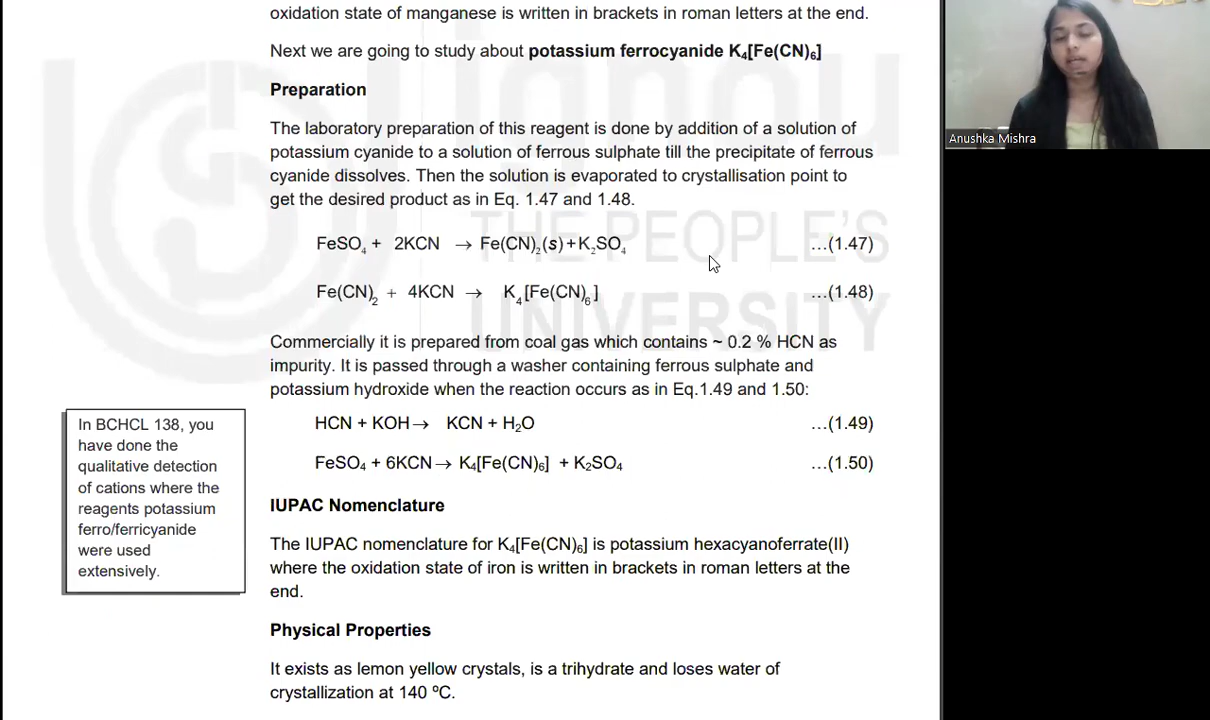 oxidation state of manganese is written in brackets in roman letters at the end.
Next we are going to study about potassium ferrocyanide K₄[Fe(CN)₆]
Preparation
The laboratory preparation of this reagent is done by addition of a solution of
potassium cyanide to a solution of ferrous sulphate till the precipitate of ferrous
cyanide dissolves. Then the solution is evaporated to crystallisation point to
get the desired product as in Eq. 1.47 and 1.48.
FeSO₄ + 2KCN → Fe(CN)₂(s)+K₂SO₄ ...(1.47)
Fe(CN)₂ + 4KCN → K₄[Fe(CN)₆] ...(1.48)
Commercially it is prepared from coal gas which contains ~ 0.2 % HCN as
impurity. It is passed through a washer containing ferrous sulphate and
potassium hydroxide when the reaction occurs as in Eq.1.49 and 1.50:
HCN + KOH→ KCN + H₂O ...(1.49)
FeSO₄ + 6KCN→ K₄[Fe(CN)₆] + K₂SO₄ ...(1.50)
In BCHCL 138, you
have done the
qualitative detection
of cations where the
reagents potassium
ferro/ferricyanide
were used
extensively.
IUPAC Nomenclature
The IUPAC nomenclature for K₄[Fe(CN)₆] is potassium hexacyanoferrate(II)
where the oxidation state of iron is written in brackets in roman letters at the
end.
Physical Properties
It exists as lemon yellow crystals, is a trihydrate and loses water of
crystallization at 140 ºC.
ignou
THE PEOPLE'S
UNIVERSITY
Anushka Mishra